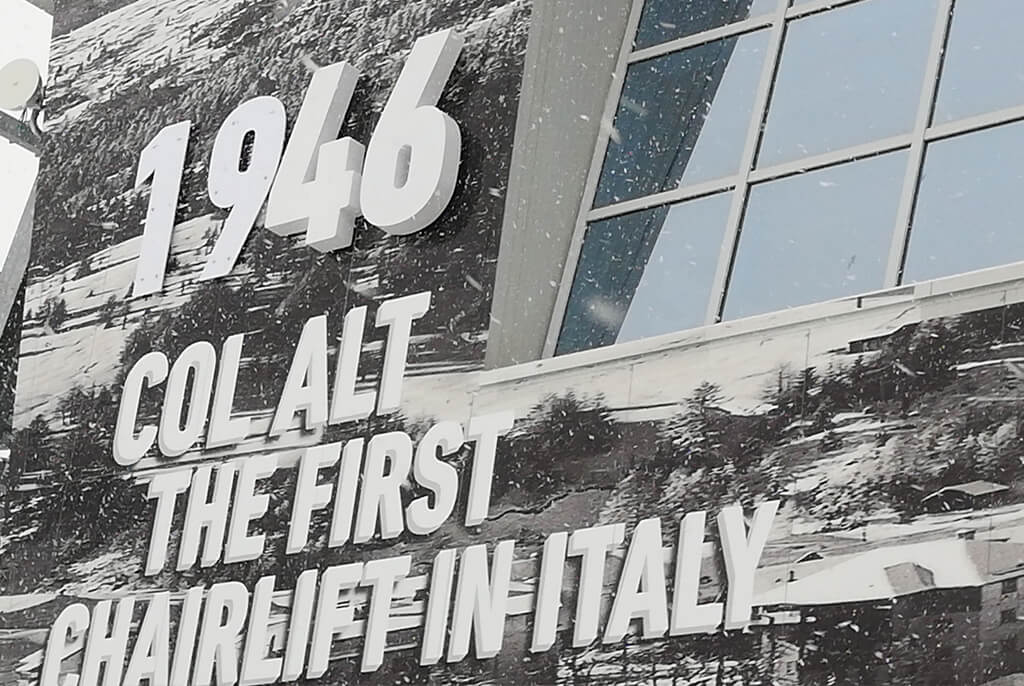 1946
COL ALT
THE FIRST
CHAIRLIFT IN ITALY